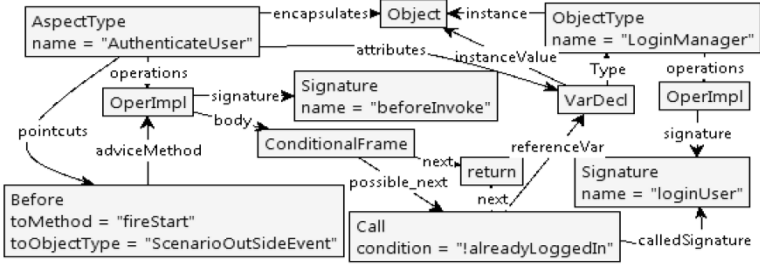 AspectType
name = "AuthenticateUser"
encapsulates
Object
instance
ObjectType
name = "LoginManager"
attributes
instanceValue
operations
Type
operations
OperImpl
signature
Signature
name = "beforeInvoke"
VarDecl
OperImpl
body
pointcuts
adviceMethod
ConditionalFrame
referenceVar
signature
next
return
possible_next
next
Signature
name = "loginUser"
Before
toMethod = "fireStart"
toObjectType = "ScenarioOutSideEvent"
Call
condition = "!alreadyLoggedIn"
calledSignature